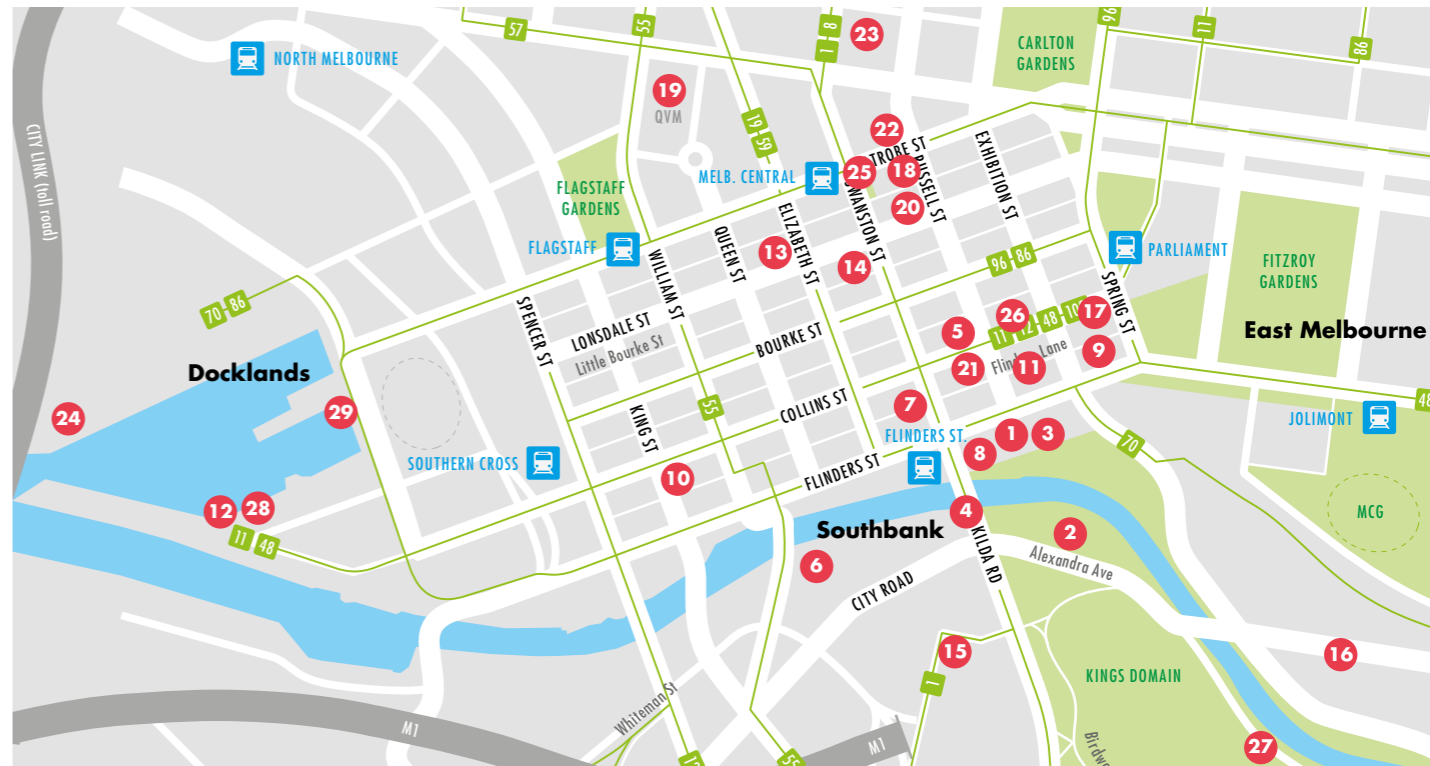 96
11
55
8
57
1
23
86
CARLTON
GARDENS
NORTH MELBOURNE
19
QVM
19-59
CITY LINK (toll road)
22
TROBE ST
EXHIBITION ST
MELB. CENTRAL
25
18
RUSSELL ST
FLAGSTAFF
GARDENS
SWANSTON ST
20
ELIZABETH ST
QUEEN ST
13
FLAGSTAFF
WILLIAM ST
14
PARLIAMENT
96-86
SPRING ST
FITZROY
GARDENS
70-86
SPENCER ST
LONSDALE ST
Little Bourke St
BOURKE ST
5
26
11
12
48
17
East Melbourne
Docklands
21
11
9
24
29
KING ST
55
COLLINS ST
7
48
JOLIMONT
FLINDERS ST.
1
3
70
8
SOUTHERN CROSS
10
FLINDERS ST
12
28
11
48
4
Southbank
KILDA RD
2
MCG
Alexandra Ave
6
CITY ROAD
15
1
16
KINGS DOMAIN
Whiteman St
M1
M1
55
27